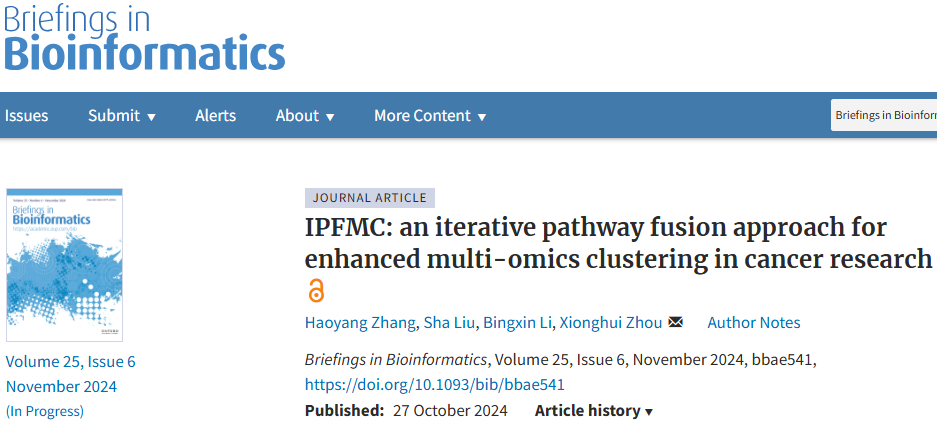 Briefings in
Bioinformatics
Issues Submit ▼ Alerts About ▼ More Content ▼ Briefings in Bioinfor
Briefings in
Bioinformatics
OXFORD
JOURNAL ARTICLE
IPFMC: an iterative pathway fusion approach for
enhanced multi-omics clustering in cancer research
Haoyang Zhang, Sha Liu, Bingxin Li, Xionghui Zhou Author Notes
Volume 25, Issue 6
November 2024
(In Progress)
Briefings in Bioinformatics, Volume 25, Issue 6, November 2024, bbae541,
https://doi.org/10.1093/bib/bbae541
Published: 27 October 2024 Article history ▼